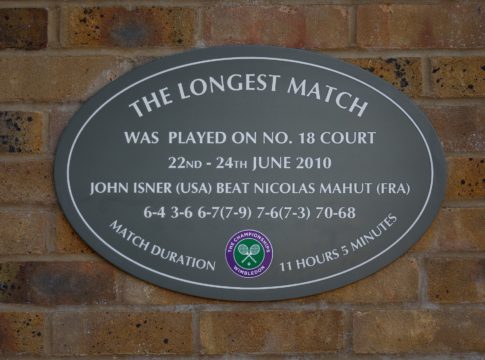 THE LONGEST MATCH
WAS PLAYED ON NO. 18 COURT
22ND - 24TH JUNE 2010
JOHN ISNER (USA) BEAT NICOLAS MAHUT (FRA)
6-4 3-6 6-7(7-9) 7-6(7-3) 70-68
MATCH DURATION 11 HOURS 5 MINUTES
THE CHAMPIONSHIPS
WIMBLEDON